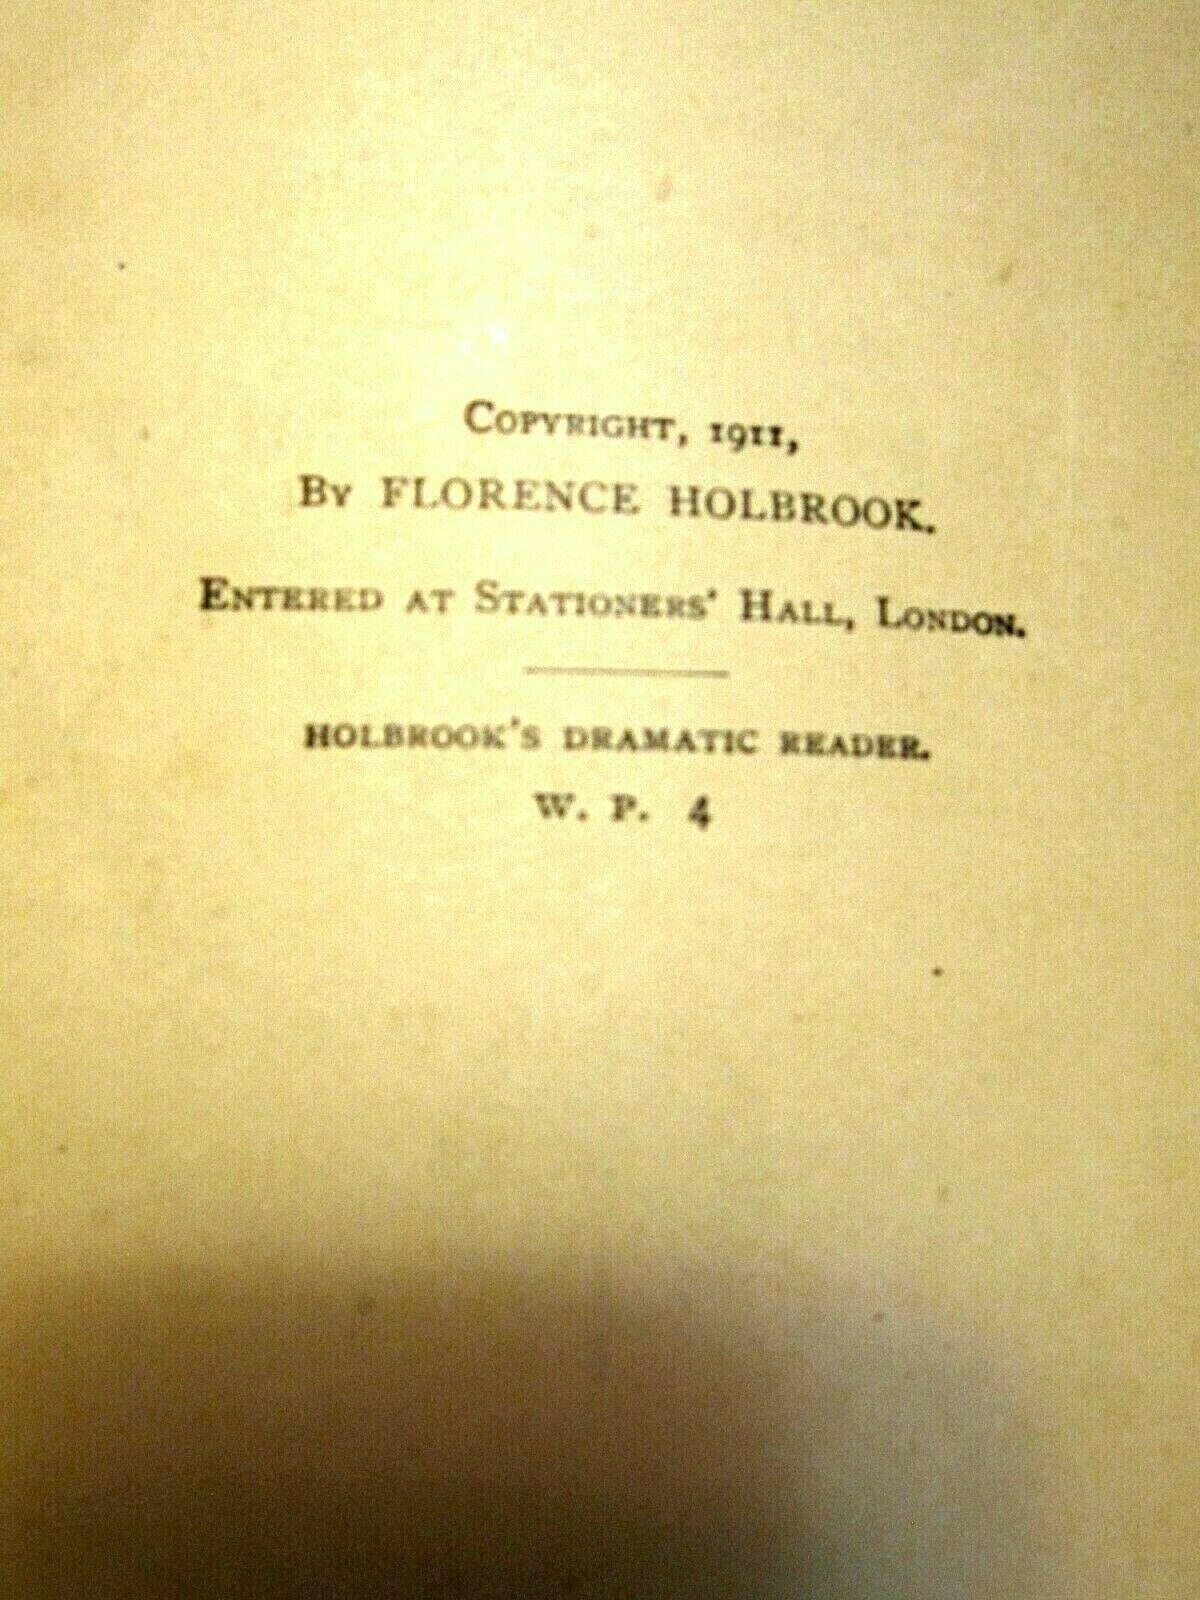 Copyright, 1911,
By FLORENCE HOLBROOK.
Entered at Stationers' Hall, London.
HOLBROOK'S DRAMATIC READER.
W. P. 4